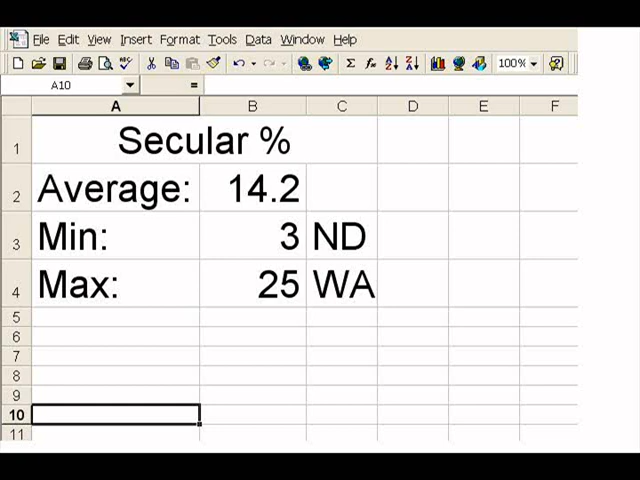 File Edit View Insert Format Tools Data Window Help
Σ fx 100%
A10 =
A B C D E F
1 Secular %
2 Average: 14.2
3 Min: 3 ND
4 Max: 25 WA
5
6
7
8
9
10
11